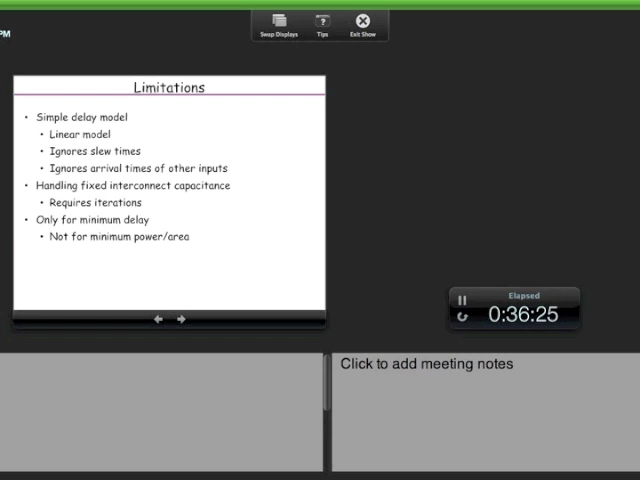 PM
Swap Displays
Tips
Exit Show
Limitations
• Simple delay model
• Linear model
• Ignores slew times
• Ignores arrival times of other inputs
• Handling fixed interconnect capacitance
• Requires iterations
• Only for minimum delay
• Not for minimum power/area
Elapsed
0:36:25
Click to add meeting notes